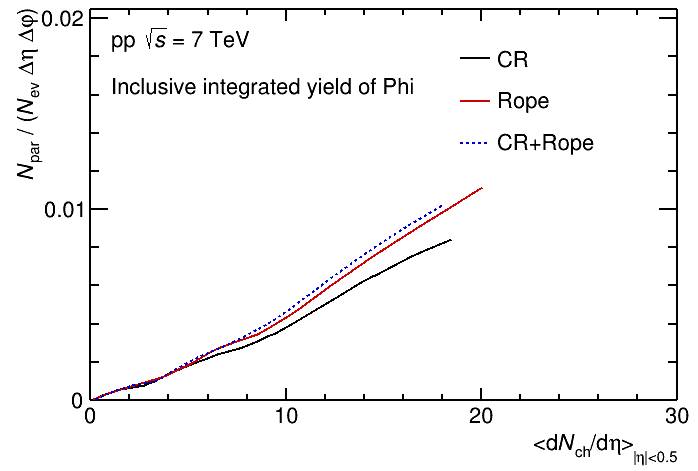 0.02
pp √s = 7 TeV
Inclusive integrated yield of Phi
CR
Rope
CR+Rope
N_par / (N_ev Δη Δφ)
0.01
0
0 10 20 30
<dN_ch/dη>_|η|<0.5